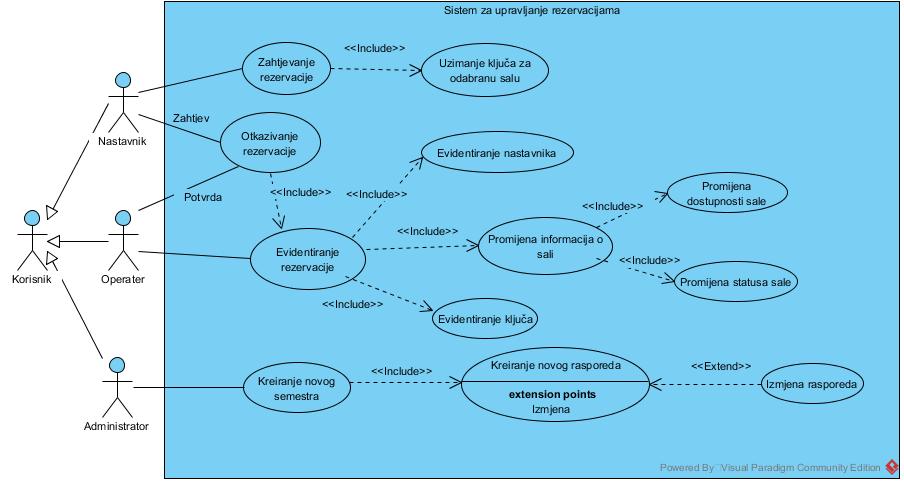 Sistem za upravljanje rezervacijama
<<Include>>
Zahtjevanje
rezervacije
Uzimanje ključa za
odabranu salu
Nastavnik
Zahtjev
Otkazivanje
rezervacije
Evidentiranje nastavnika
<<Include>>
<<Include>>
Potvrda
Promijena
dostupnosti sale
<<Include>>
Korisnik
Operater
Evidentiranje
rezervacije
<<Include>>
Promijena informacija o
sali
<<Include>>
Promijena statusa sale
<<Include>>
Evidentiranje ključa
Administrator
Kreiranje novog
semestra
<<Include>>
Kreiranje novog rasporeda
extension points
Izmjena
<<Extend>>
Izmjena rasporeda
Powered By Visual Paradigm Community Edition